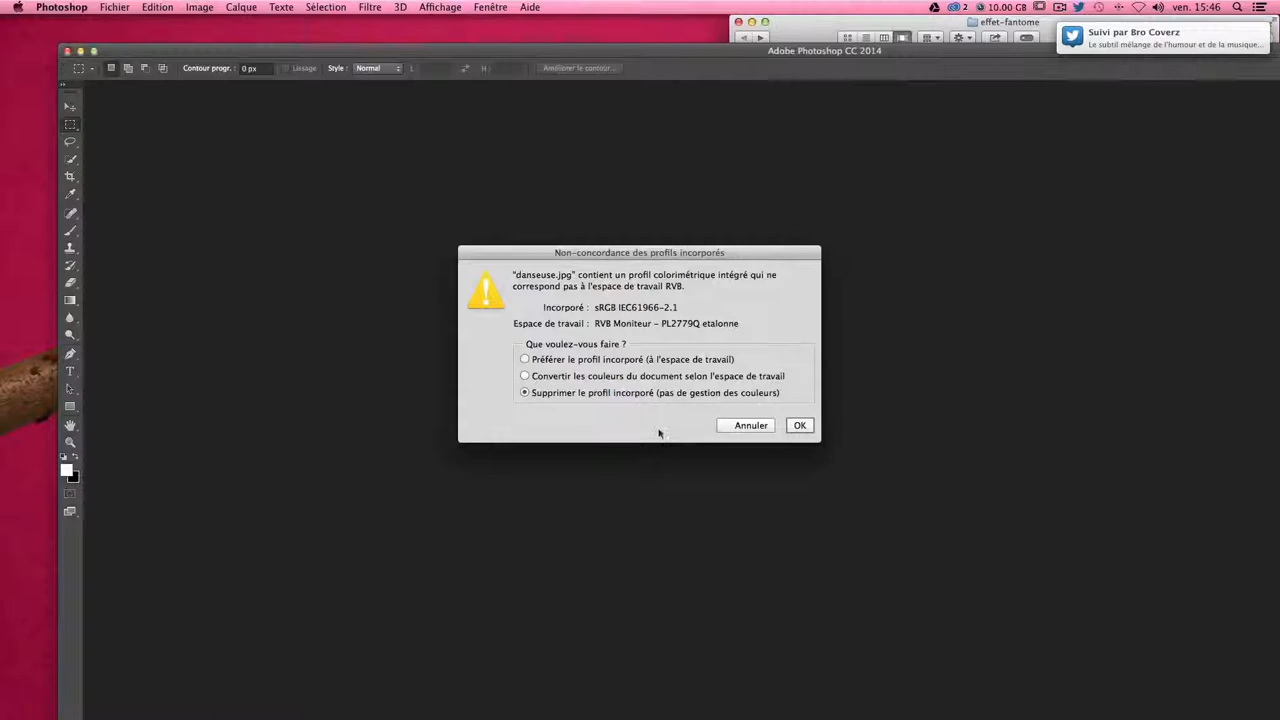 Photoshop Fichier Edition Image Calque Texte Sélection Filtre 3D Affichage Fenêtre Aide 2 10.00 GB ven. 15:46
effet-fantome
Suivi par Bro Coverz
Le subtil mélange de l'humour et de la musique...
Adobe Photoshop CC 2014
Contour progr. : 0 px Lissage Style : Normal L H : Améliorer le contour...
Non-concordance des profils incorporés
"danseuse.jpg" contient un profil colorimétrique intégré qui ne
correspond pas à l'espace de travail RVB.
Incorporé : sRGB IEC61966-2.1
Espace de travail : RVB Moniteur - PL2779Q etalonne
Que voulez-vous faire ?
Préférer le profil incorporé (à l'espace de travail)
Convertir les couleurs du document selon l'espace de travail
Supprimer le profil incorporé (pas de gestion des couleurs)
Annuler OK